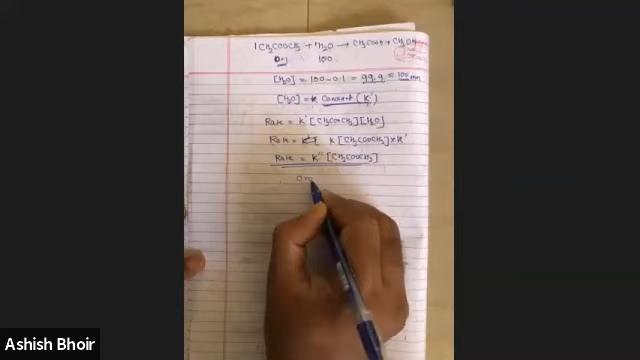 1CH₃COOCH₃ + H₂O → CH₃COOH + CH₃OH
0.1 100
[H₂O] = 100 - 0.1 = 99.9 ≈ 100 mm
[H₂O] = Constant (K')
Rate = K' [CH₃COOCH₃][H₂O]
Rate = K [CH₃COOCH₃] × K'
Rate = K'' [CH₃COOCH₃]
Ashish Bhoir